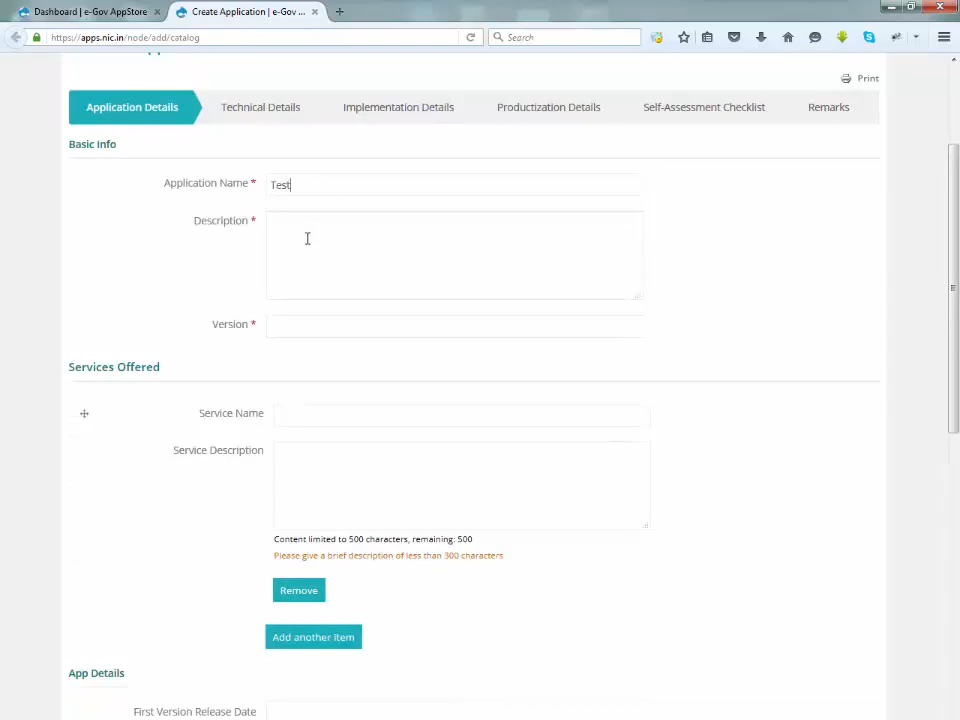 Dashboard | e-Gov AppStore
Create Application | e-Gov ...
https://apps.nic.in/node/add/catalog
Search
Print
Application Details
Technical Details
Implementation Details
Productization Details
Self-Assessment Checklist
Remarks
Basic Info
Application Name *
Test
Description *
Version *
Services Offered
Service Name
Service Description
Content limited to 500 characters, remaining: 500
Please give a brief description of less than 300 characters
Remove
Add another item
App Details
First Version Release Date